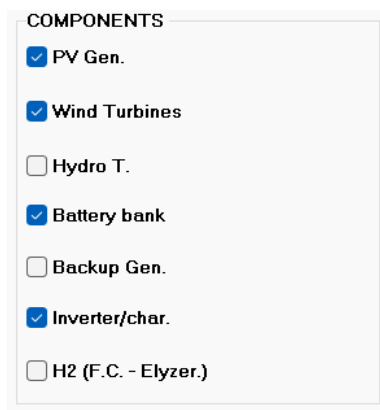 COMPONENTS
PV Gen.
Wind Turbines
Hydro T.
Battery bank
Backup Gen.
Inverter/char.
H2 (F.C. - Elyzer.)